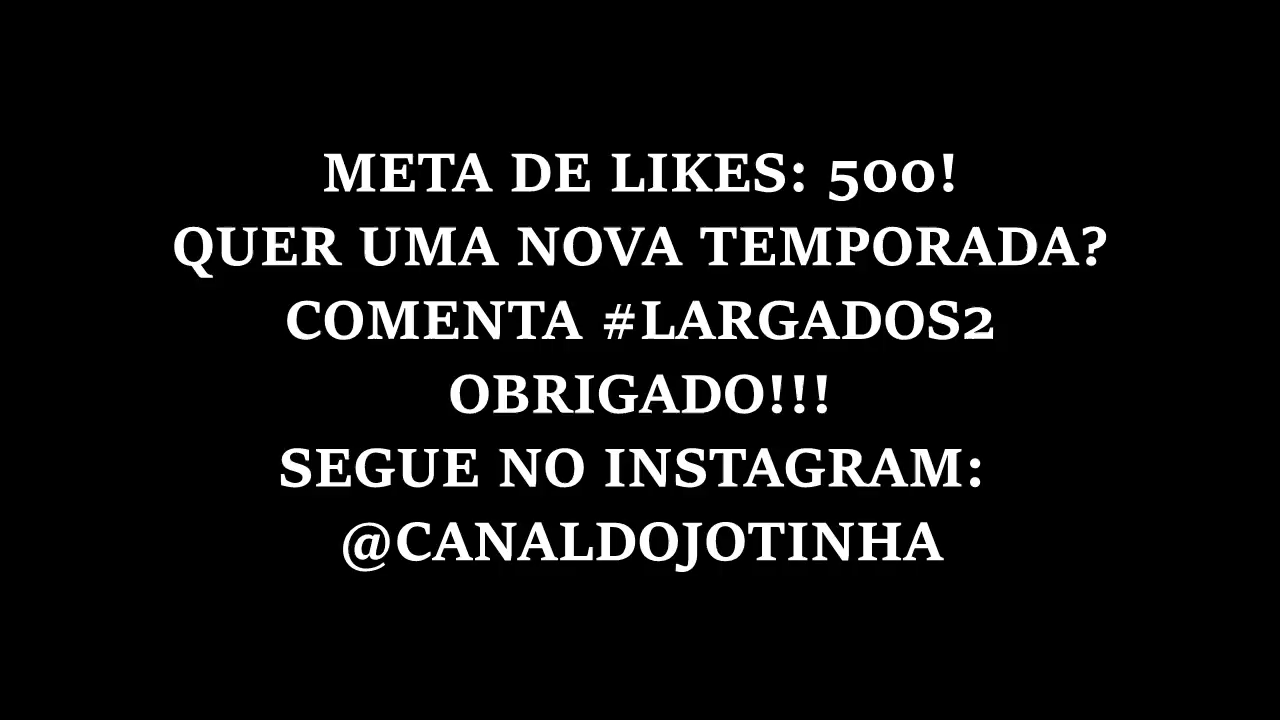 META DE LIKES: 500!
QUER UMA NOVA TEMPORADA?
COMENTA #LARGADOS2
OBRIGADO!!!
SEGUE NO INSTAGRAM:
@CANALDOJOTINHA